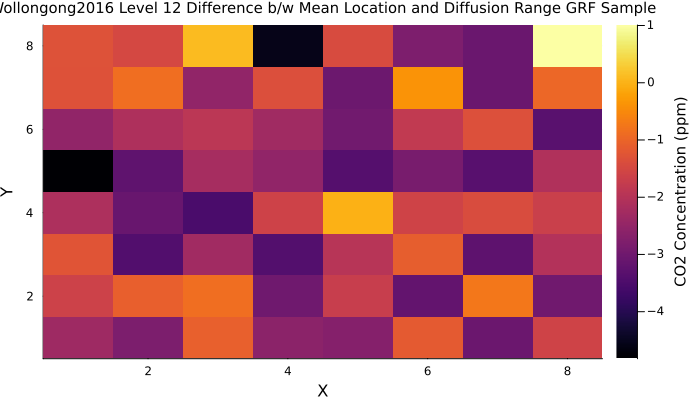 Wollongong2016 Level 12 Difference b/w Mean Location and Diffusion Range GRF Sample
8
6
4
2
Y
2 4 6 8
X
1
0
−1
−2
−3
−4
CO2 Concentration (ppm)